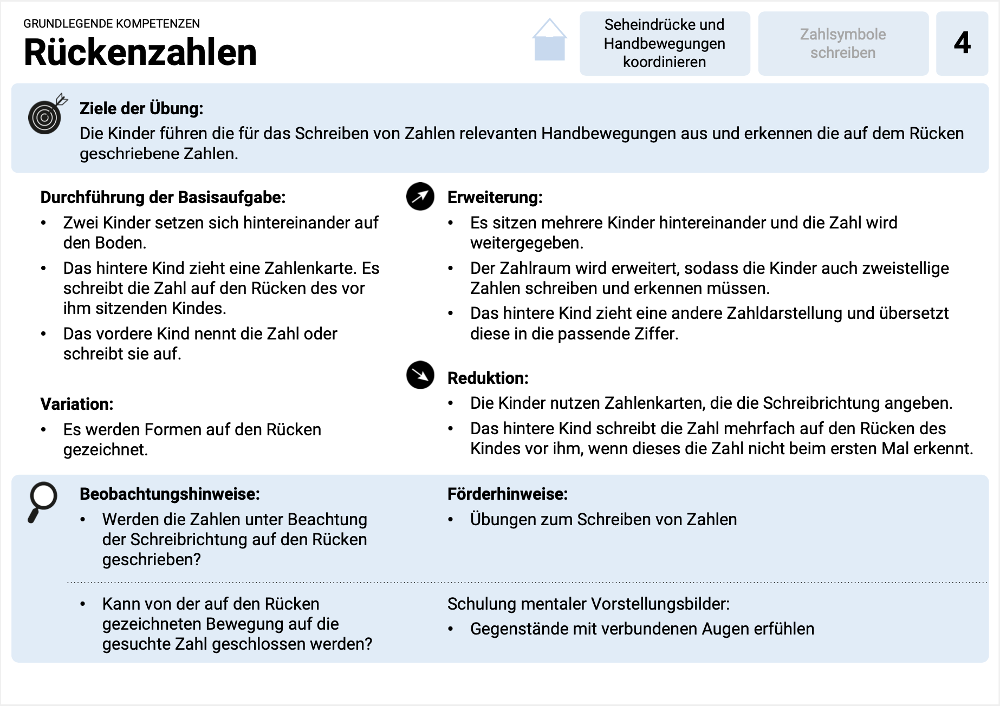 GRUNDLEGENDE KOMPETENZEN
Rückenzahlen
Seheindrücke und
Handbewegungen
koordinieren
Zahlsymbole
schreiben
4
Ziele der Übung:
Die Kinder führen die für das Schreiben von Zahlen relevanten Handbewegungen aus und erkennen die auf dem Rücken
geschriebene Zahlen.
Durchführung der Basisaufgabe:
• Zwei Kinder setzen sich hintereinander auf
den Boden.
• Das hintere Kind zieht eine Zahlenkarte. Es
schreibt die Zahl auf den Rücken des vor
ihm sitzenden Kindes.
• Das vordere Kind nennt die Zahl oder
schreibt sie auf.
Variation:
• Es werden Formen auf den Rücken
gezeichnet.
Erweiterung:
• Es sitzen mehrere Kinder hintereinander und die Zahl wird
weitergegeben.
• Der Zahlraum wird erweitert, sodass die Kinder auch zweistellige
Zahlen schreiben und erkennen müssen.
• Das hintere Kind zieht eine andere Zahldarstellung und übersetzt
diese in die passende Ziffer.
Reduktion:
• Die Kinder nutzen Zahlenkarten, die die Schreibrichtung angeben.
• Das hintere Kind schreibt die Zahl mehrfach auf den Rücken des
Kindes vor ihm, wenn dieses die Zahl nicht beim ersten Mal erkennt.
Beobachtungshinweise:
• Werden die Zahlen unter Beachtung
der Schreibrichtung auf den Rücken
geschrieben?
Förderhinweise:
• Übungen zum Schreiben von Zahlen
• Kann von der auf den Rücken
gezeichneten Bewegung auf die
gesuchte Zahl geschlossen werden?
Schulung mentaler Vorstellungsbilder:
• Gegenstände mit verbundenen Augen erfühlen